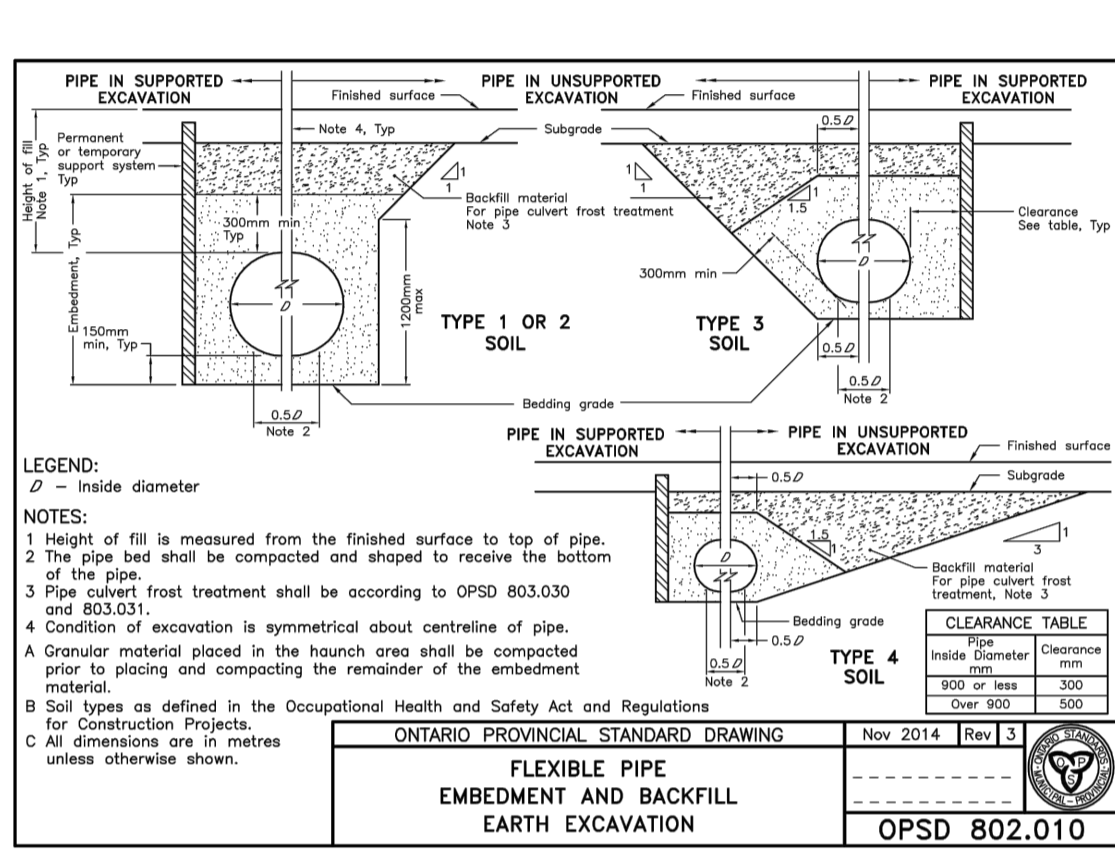 PIPE IN SUPPORTED
EXCAVATION
PIPE IN UNSUPPORTED
EXCAVATION
PIPE IN SUPPORTED
EXCAVATION
Finished surface
Finished surface
Note 4, Typ
Subgrade
0.5D
Height of fill
Note 1, Typ
Permanent
or temporary
support system
Typ
1
1
1
1
Backfill material
For pipe culvert frost treatment
Note 3
1
1.5
Clearance
See table, Typ
300mm min
Typ
Embedment, Typ
D
D
300mm min
1200mm
max
150mm
min, Typ
TYPE 1 OR 2
SOIL
TYPE 3
SOIL
0.5D
0.5D
Note 2
0.5D
Note 2
Bedding grade
PIPE IN SUPPORTED
EXCAVATION
PIPE IN UNSUPPORTED
EXCAVATION
Finished surface
0.5D
Subgrade
1.5
1
1
3
D
Backfill material
For pipe culvert frost
treatment, Note 3
Bedding grade
0.5D
0.5D
Note 2
TYPE 4
SOIL
LEGEND:
D – Inside diameter
NOTES:
1 Height of fill is measured from the finished surface to top of pipe.
2 The pipe bed shall be compacted and shaped to receive the bottom
of the pipe.
3 Pipe culvert frost treatment shall be according to OPSD 803.030
and 803.031.
4 Condition of excavation is symmetrical about centreline of pipe.
A Granular material placed in the haunch area shall be compacted
prior to placing and compacting the remainder of the embedment
material.
B Soil types as defined in the Occupational Health and Safety Act and Regulations
for Construction Projects.
C All dimensions are in metres
unless otherwise shown.
CLEARANCE TABLE
Pipe
Inside Diameter
mm
Clearance
mm
900 or less 300
Over 900 500
ONTARIO PROVINCIAL STANDARD DRAWING
Nov 2014 Rev 3
FLEXIBLE PIPE
EMBEDMENT AND BACKFILL
EARTH EXCAVATION
OPSD 802.010
ONTARIO STANDARDS
MUNICIPAL – PROVINCIAL
OPS